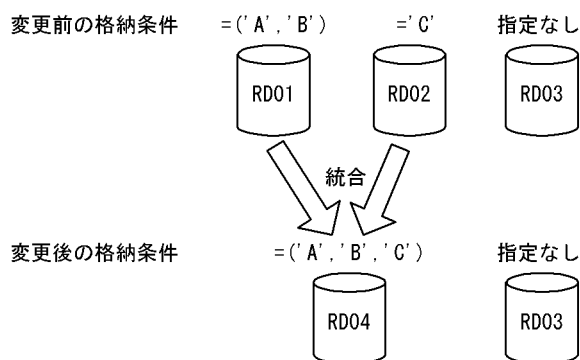 変更前の格納条件 =('A','B') ='C' 指定なし
RD01 RD02 RD03
統合
変更後の格納条件 =('A','B','C') 指定なし
RD04 RD03